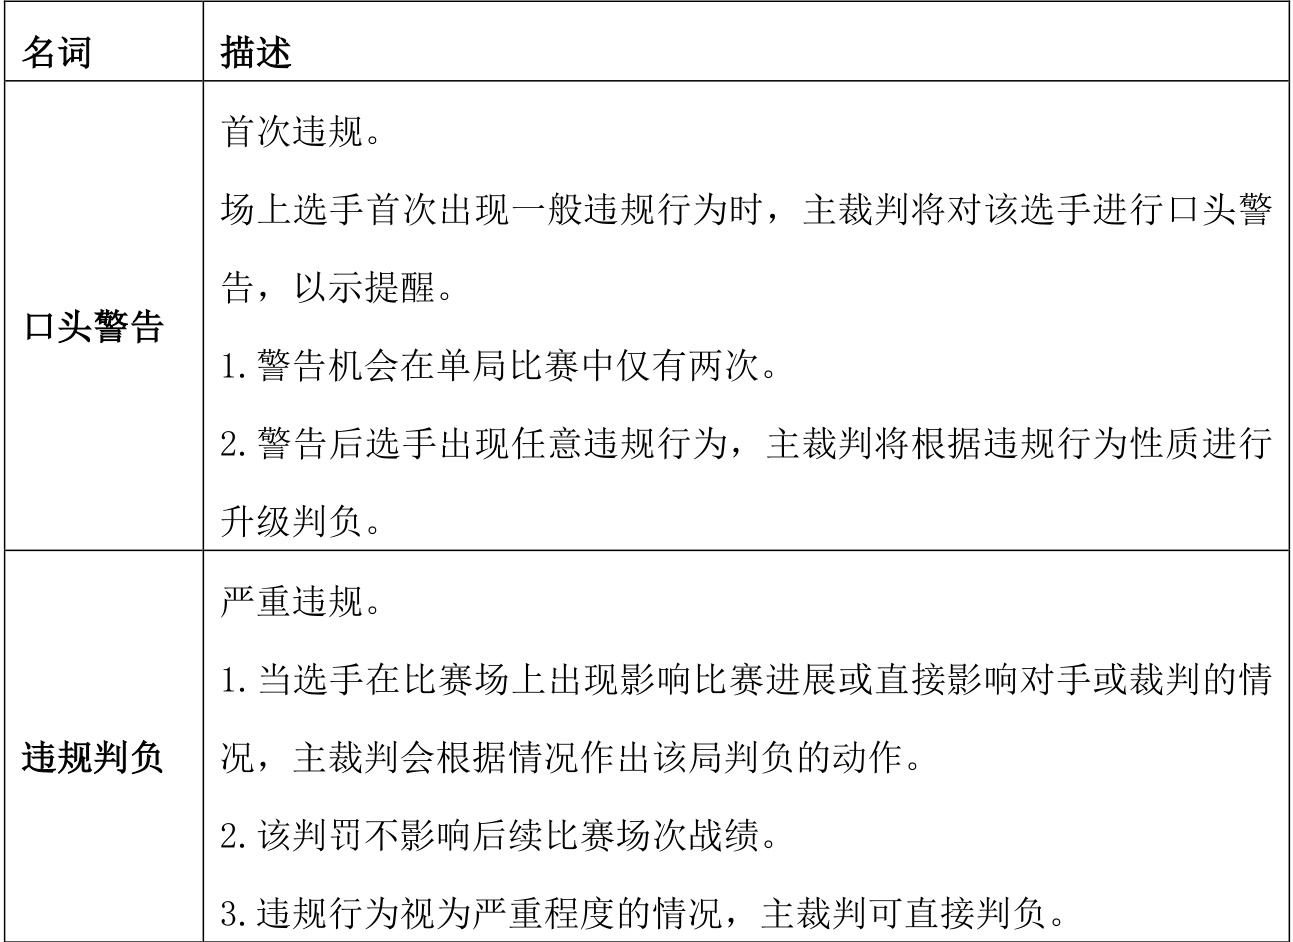 名词
描述
口头警告
首次违规。
场上选手首次出现一般违规行为时，主裁判将对该选手进行口头警
告，以示提醒。
1.警告机会在单局比赛中仅有两次。
2.警告后选手出现任意违规行为，主裁判将根据违规行为性质进行
升级判负。
违规判负
严重违规。
1.当选手在比赛场上出现影响比赛进展或直接影响对手或裁判的情
况，主裁判会根据情况作出该局判负的动作。
2.该判罚不影响后续比赛场次战绩。
3.违规行为视为严重程度的情况，主裁判可直接判负。